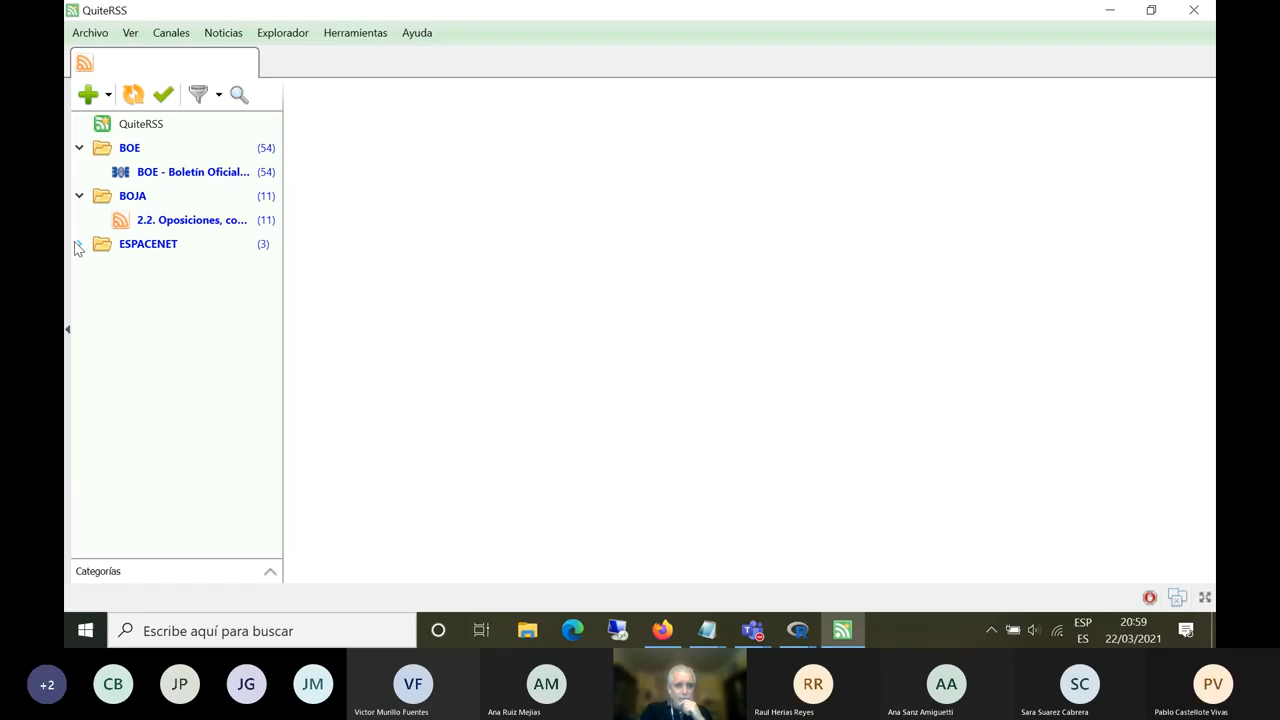 QuiteRSS
Archivo Ver Canales Noticias Explorador Herramientas Ayuda
QuiteRSS
BOE (54)
BOE - Boletín Oficial... (54)
BOJA (11)
2.2. Oposiciones, co... (11)
ESPACENET (3)
Categorías
Escribe aquí para buscar
ESP
ES
20:59
22/03/2021
+2 CB JP JG JM VF AM RR AA SC PV
Victor Murillo Fuentes Ana Ruiz Mejias Raul Herias Reyes Ana Sanz Amiguetti Sara Suarez Cabrera Pablo Castellote Vivas